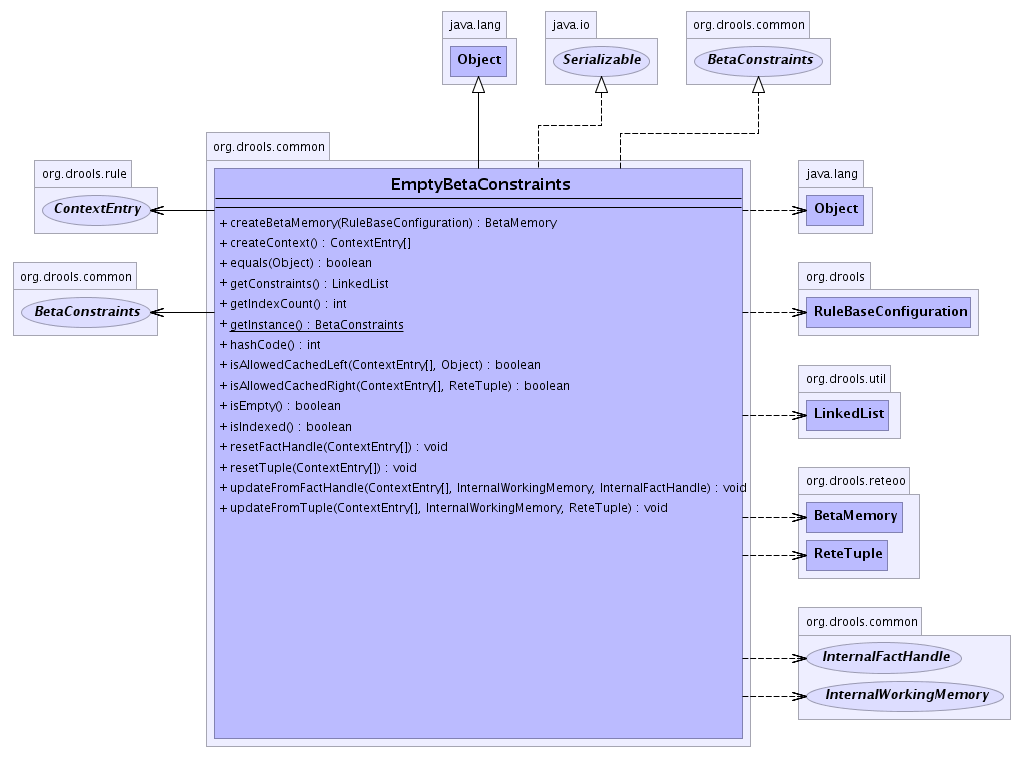 java.lang
Object
java.io
Serializable
org.drools.common
BetaConstraints
org.drools.rule
ContextEntry
org.drools.common
BetaConstraints
org.drools.common
EmptyBetaConstraints
+ createBetaMemory(RuleBaseConfiguration) : BetaMemory
+ createContext() : ContextEntry[]
+ equals(Object) : boolean
+ getConstraints() : LinkedList
+ getIndexCount() : int
+ getInstance() : BetaConstraints
+ hashCode() : int
+ isAllowedCachedLeft(ContextEntry[], Object) : boolean
+ isAllowedCachedRight(ContextEntry[], ReteTuple) : boolean
+ isEmpty() : boolean
+ isIndexed() : boolean
+ resetFactHandle(ContextEntry[]) : void
+ resetTuple(ContextEntry[]) : void
+ updateFromFactHandle(ContextEntry[], InternalWorkingMemory, InternalFactHandle) : void
+ updateFromTuple(ContextEntry[], InternalWorkingMemory, ReteTuple) : void
java.lang
Object
org.drools
RuleBaseConfiguration
org.drools.util
LinkedList
org.drools.reteoo
BetaMemory
ReteTuple
org.drools.common
InternalFactHandle
InternalWorkingMemory